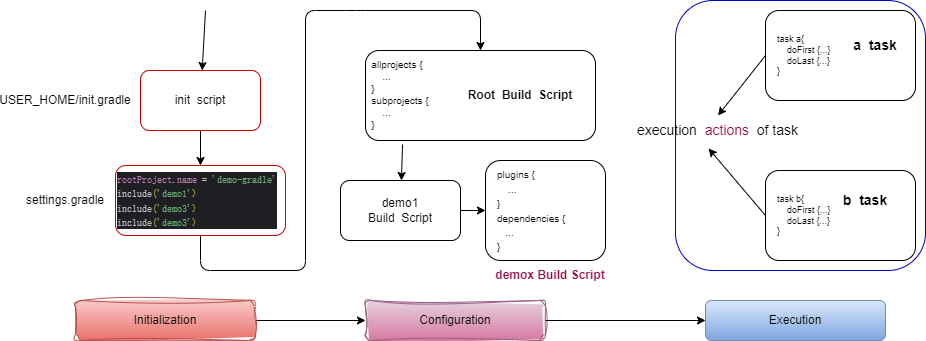 USER_HOME/init.gradle
init script
settings.gradle
rootProject.name = 'demo-gradle'
include('demo1')
include('demo3')
include('demo3')
allprojects {
...
}
subprojects {
...
}
Root Build Script
demo1
Build Script
plugins {
...
}
dependencies {
...
}
demox Build Script
task a{
doFirst {...}
doLast {...}
}
a task
execution actions of task
task b{
doFirst {...}
doLast {...}
}
b task
Initialization
Configuration
Execution